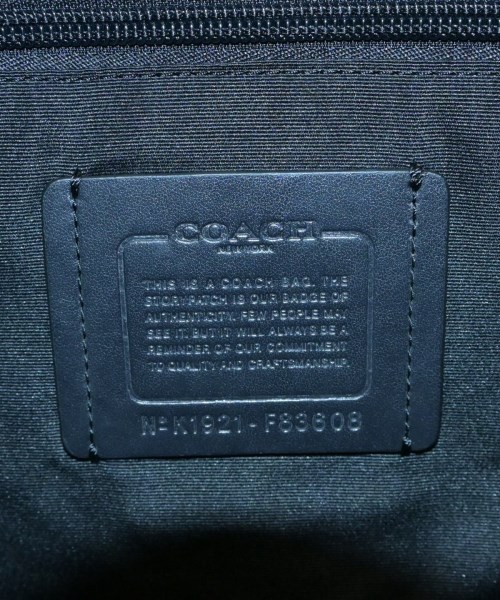 COACH
NEW YORK
THIS IS A COACH BAG. THE
STORYPATCH IS OUR BADGE OF
AUTHENTICITY. FEW PEOPLE MAY
SEE IT BUT IT WILL ALWAYS BE A
REMINDER OF OUR COMMITMENT
TO QUALITY AND CRAFTSMANSHIP.
Nº K1921-F83608